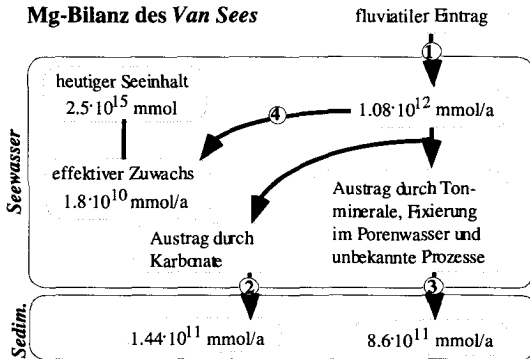 Mg-Bilanz des Van Sees
fluviatiler Eintrag
1
heutiger Seeinhalt
2.5·10^15 mmol
4
1.08·10^12 mmol/a
effektiver Zuwachs
1.8·10^10 mmol/a
Austrag durch
Karbonate
Austrag durch Ton-
minerale, Fixierung
im Porenwasser und
unbekannte Prozesse
Seewasser
2
3
Sedim.
1.44·10^11 mmol/a
8.6·10^11 mmol/a